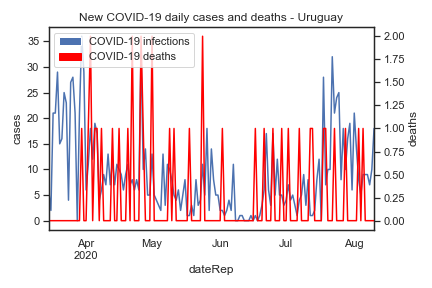 New COVID-19 daily cases and deaths - Uruguay
COVID-19 infections
COVID-19 deaths
35
30
25
20
15
10
5
0
cases
2.00
1.75
1.50
1.25
1.00
0.75
0.50
0.25
0.00
deaths
Apr
2020
May
Jun
Jul
Aug
dateRep